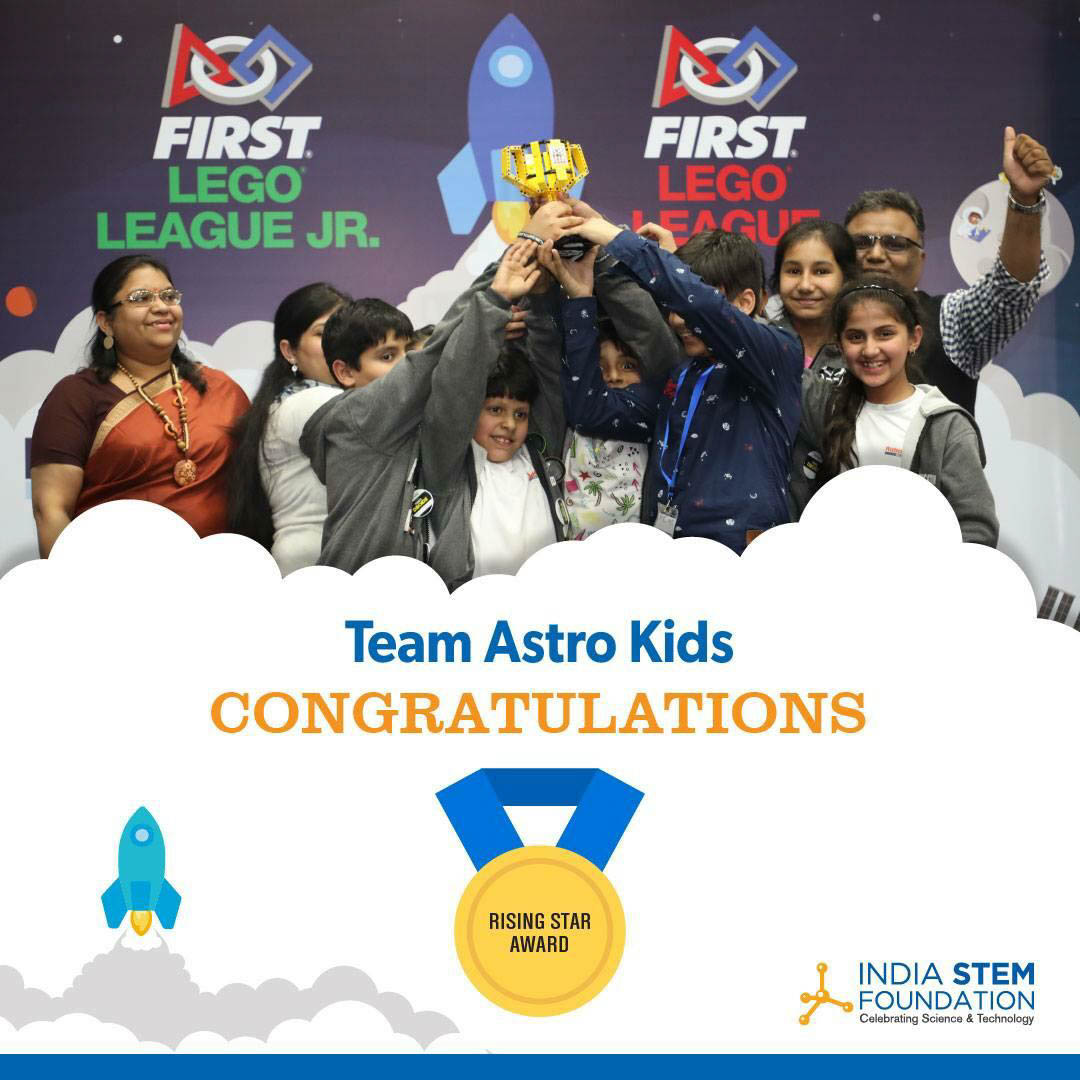 FIRST®
LEGO®
LEAGUE JR.
FIRST®
LEGO®
LEAGUE
Team Astro Kids
CONGRATULATIONS
RISING STAR
AWARD
INDIA STEM
FOUNDATION
Celebrating Science & Technology